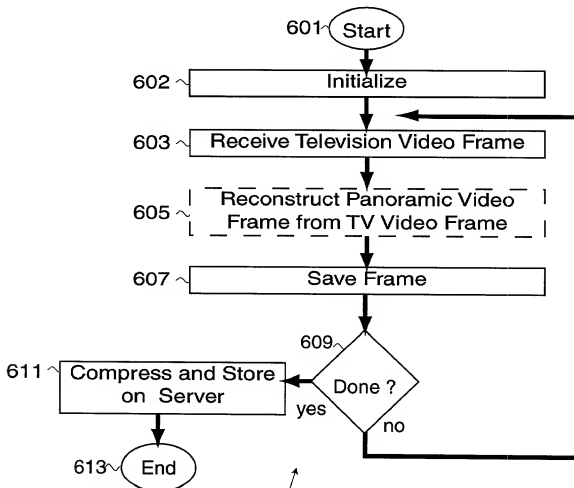 601 Start
602 Initialize
603 Receive Television Video Frame
Reconstruct Panoramic Video
605 Frame from TV Video Frame
607 Save Frame
609
611 Compress and Store
on Server
Done ?
yes
no
613 End